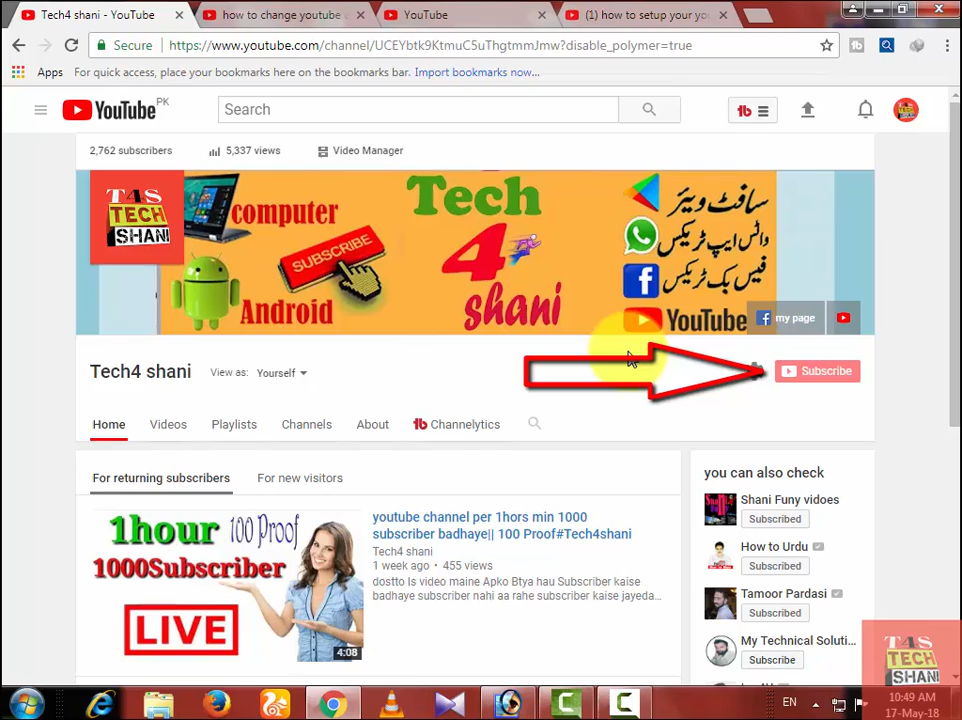 Tech4 shani - YouTube
how to change youtube c
YouTube
(1) how to setup your yo
Secure
https://www.youtube.com/channel/UCEYbtk9KtmuC5uThgtmmJmw?disable_polymer=true
Apps For quick access, place your bookmarks here on the bookmarks bar. Import bookmarks now...
YouTube PK
Search
2,762 subscribers
5,337 views
Video Manager
T4S
TECH
SHANI
computer
SUBSCRIBE
Android
Tech
4
shani
سافٹ ویئر
واٹس ایپ ٹریکس
فیس بک ٹریکس
YouTube
my page
Tech4 shani
View as: Yourself
Subscribe
Home Videos Playlists Channels About Channelytics
For returning subscribers
For new visitors
1hour 100 Proof
1000Subscriber
LIVE
4:08
youtube channel per 1hors min 1000
subscriber badhaye|| 100 Proof#Tech4shani
Tech4 shani
1 week ago • 455 views
dostto Is video maine Apko Btya hau Subscriber kaise
badhaye subscriber nahi aa rahe subscriber kaise jayeda...
you can also check
Shani Funy vidoes
Subscribed
How to Urdu
Subscribed
Tamoor Pardasi
Subscribed
My Technical Soluti...
Subscribe
T4S
TECH
SHANI
EN
10:49 AM
17-May-18